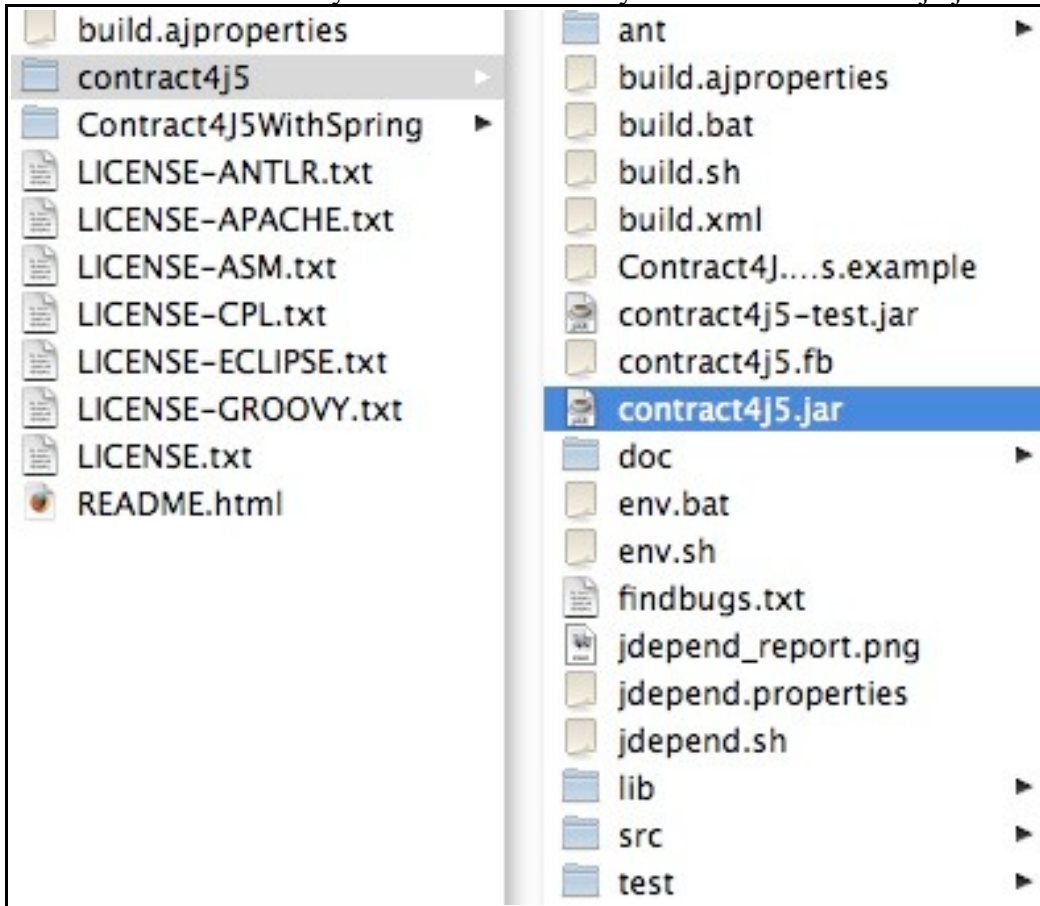 build.ajproperties
contract4j5
Contract4J5WithSpring
LICENSE-ANTLR.txt
LICENSE-APACHE.txt
LICENSE-ASM.txt
LICENSE-CPL.txt
LICENSE-ECLIPSE.txt
LICENSE-GROOVY.txt
LICENSE.txt
README.html
ant
build.ajproperties
build.bat
build.sh
build.xml
Contract4J....s.example
contract4j5-test.jar
contract4j5.fb
contract4j5.jar
doc
env.bat
env.sh
findbugs.txt
jdepend_report.png
jdepend.properties
jdepend.sh
lib
src
test